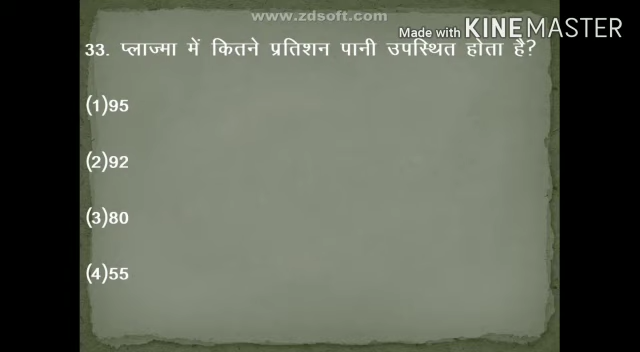 www.zdsoft.com
Made with KINEMASTER
33. प्लाज्मा में कितने प्रतिशन पानी उपस्थित होता है?
(1)95
(2)92
(3)80
(4)55